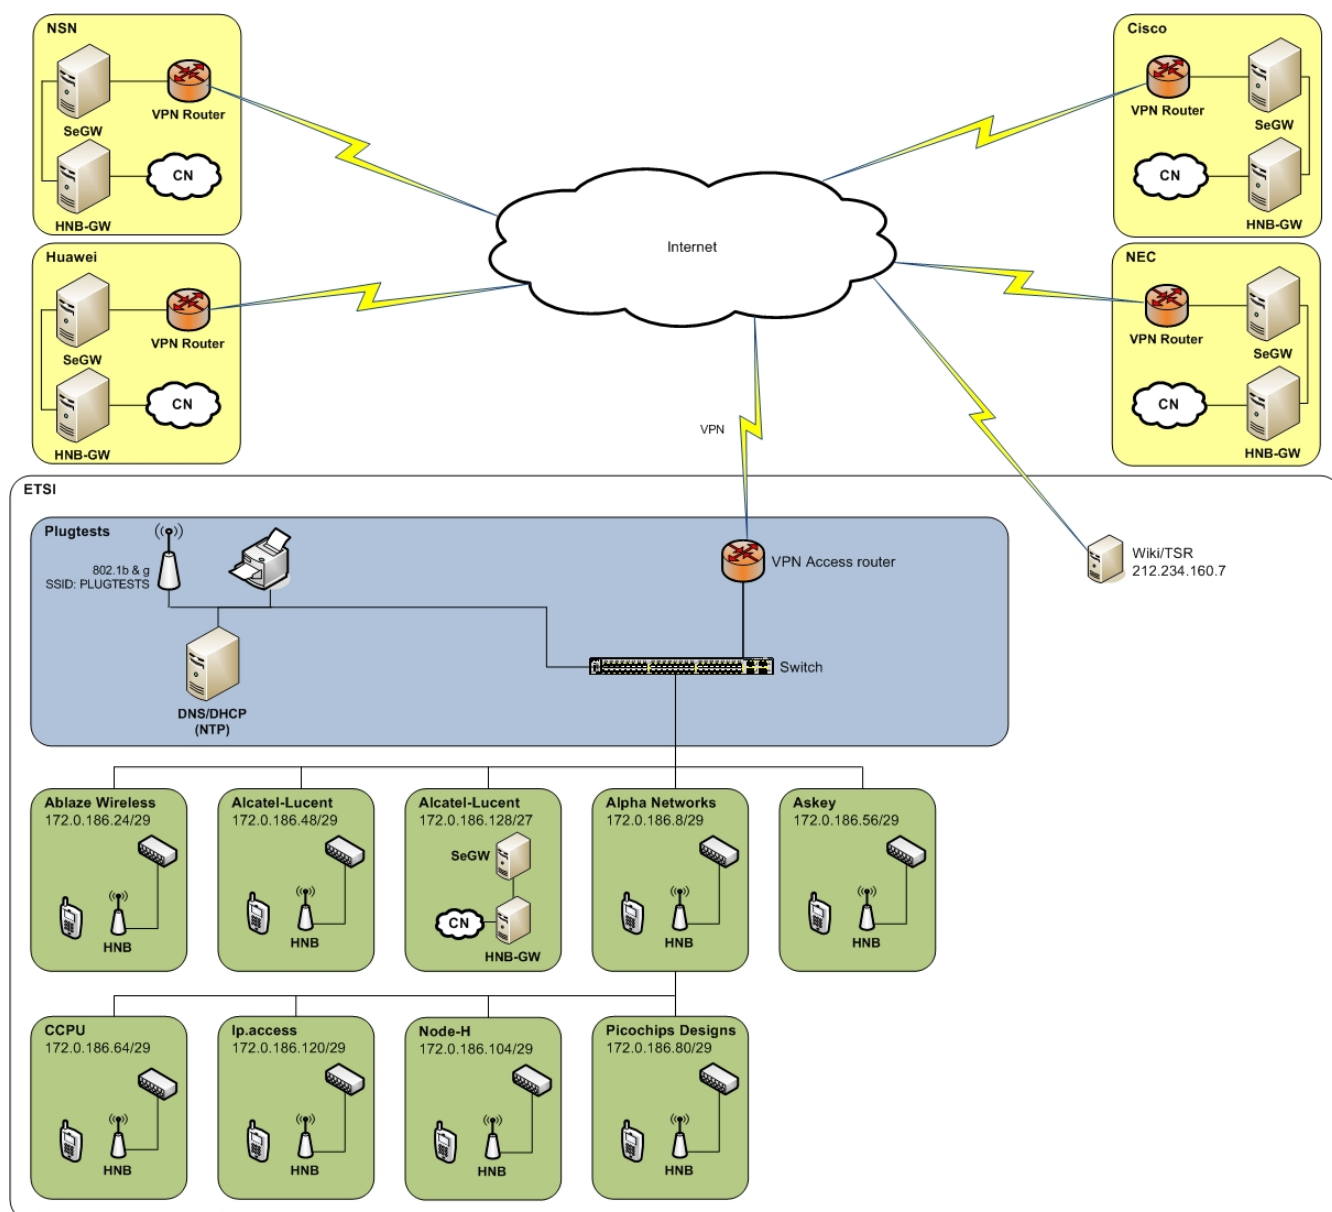 NSN
VPN Router
SeGW
HNB-GW
CN
Cisco
VPN Router
SeGW
CN
HNB-GW
Internet
Huawei
VPN Router
SeGW
CN
HNB-GW
NEC
VPN Router
SeGW
CN
HNB-GW
VPN
ETSI
Plugtests
802.1b & g
SSID: PLUGTESTS
VPN Access router
Wiki/TSR
212.234.160.7
Switch
DNS/DHCP
(NTP)
Ablaze Wireless
172.0.186.24/29
HNB
Alcatel-Lucent
172.0.186.48/29
HNB
Alcatel-Lucent
172.0.186.128/27
SeGW
CN
HNB-GW
Alpha Networks
172.0.186.8/29
HNB
Askey
172.0.186.56/29
HNB
CCPU
172.0.186.64/29
HNB
Ip.access
172.0.186.120/29
HNB
Node-H
172.0.186.104/29
HNB
Picochips Designs
172.0.186.80/29
HNB